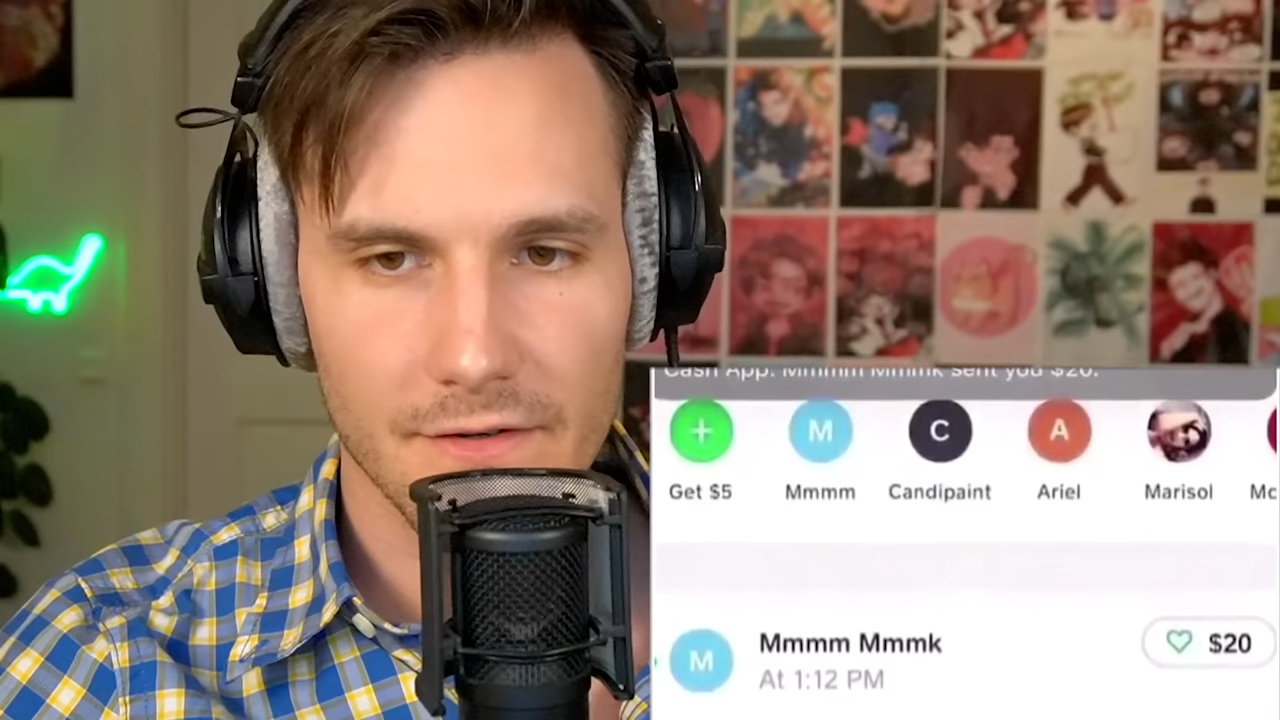 Cash App: Mmmm Mmmk sent you $20.
M
C
A
Get $5
Mmmm
Candipaint
Ariel
Marisol
Mc
M
Mmmm Mmmk
$20
At 1:12 PM